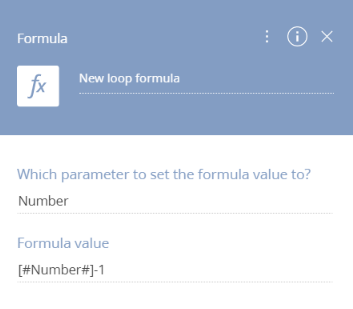 Formula
fx
New loop formula
Which parameter to set the formula value to?
Number
Formula value
[#Number#]-1